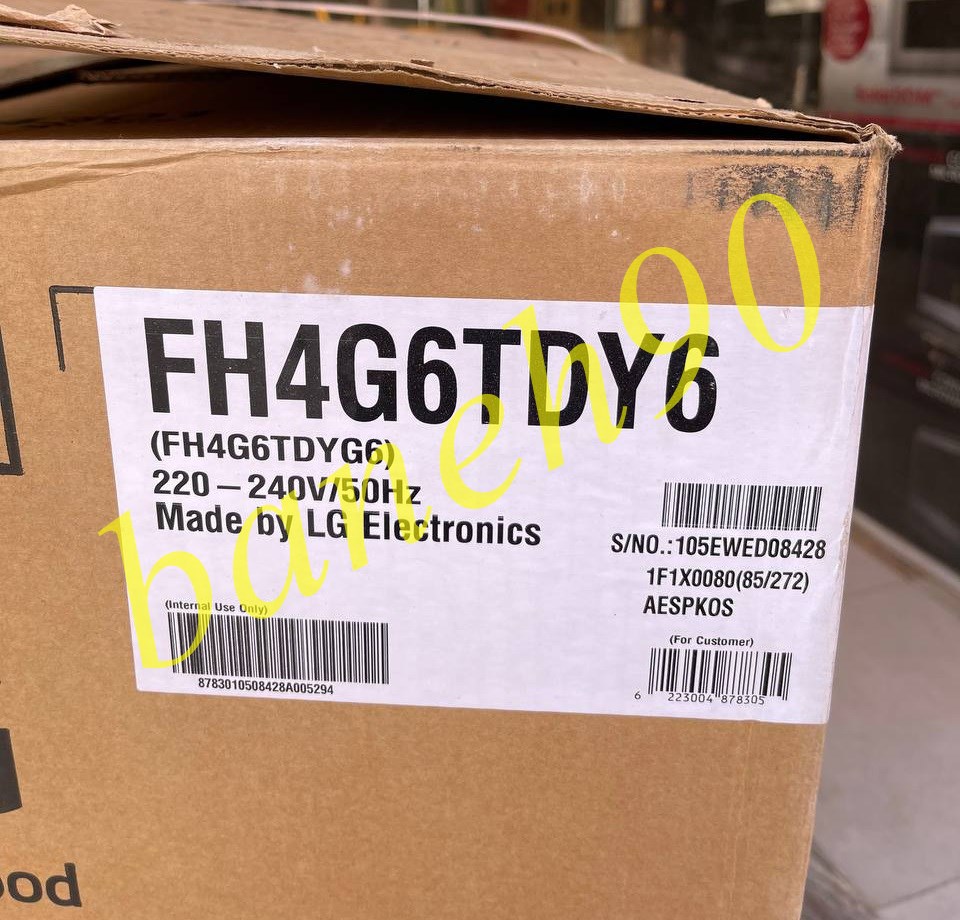 FH4G6TDY6
(FH4G6TDYG6)
220-240V/50Hz
Made by LG Electronics
S/NO.:105EWED08428
1F1X0080(85/272)
AESPKOS
(Internal Use Only)
8783010508428A005294
(For Customer)
6 223004 878305
baneh90
ood